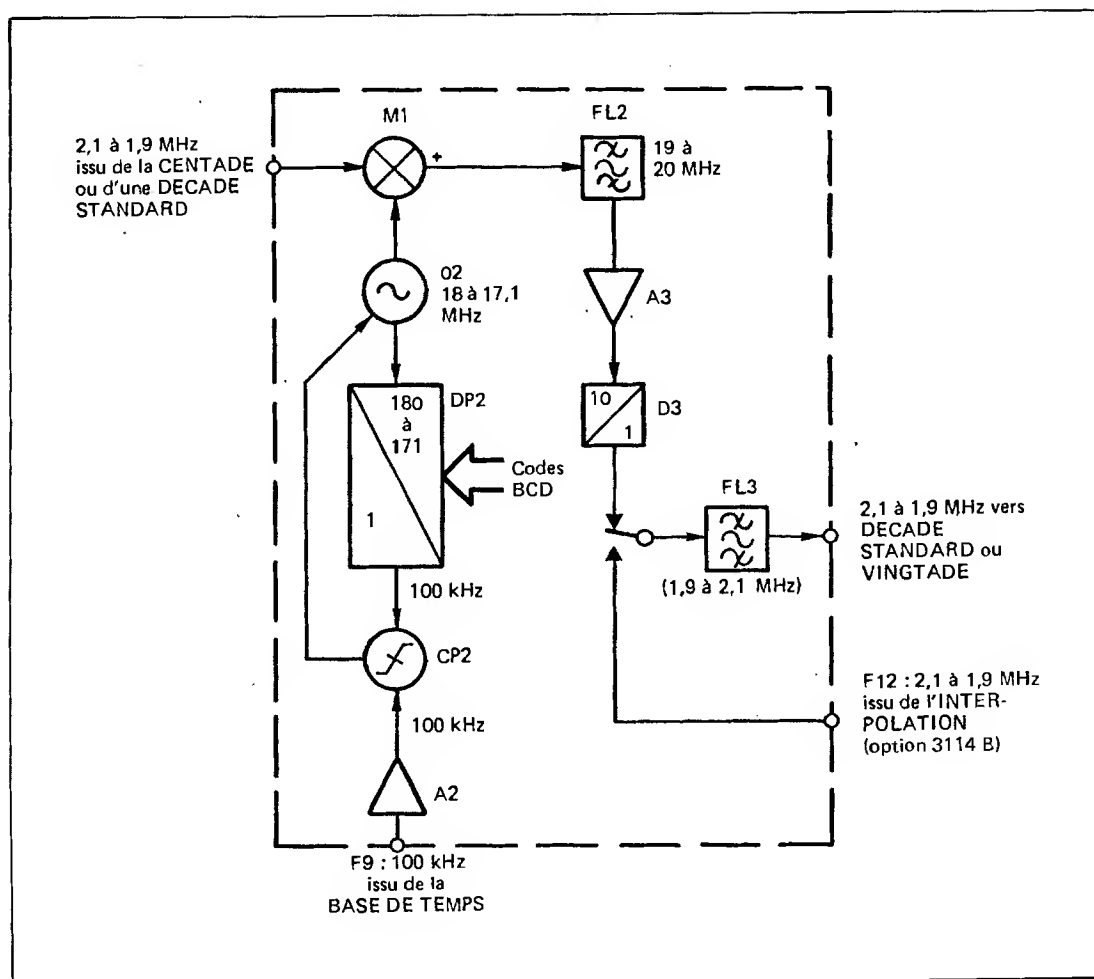 M1
+
FL2
19 à
20 MHz
2,1 à 1,9 MHz
issu de la CENTADE
ou d'une DECADE
STANDARD
02
18 à 17,1
MHz
A3
180
à
171
1
DP2
Codes
BCD
10
1
D3
FL3
(1,9 à 2,1 MHz)
2,1 à 1,9 MHz vers
DECADE
STANDARD ou
VINGTADE
100 kHz
CP2
100 kHz
F12 : 2,1 à 1,9 MHz
issu de l'INTER-
POLATION
(option 3114 B)
A2
F9 : 100 kHz
issu de la
BASE DE TEMPS